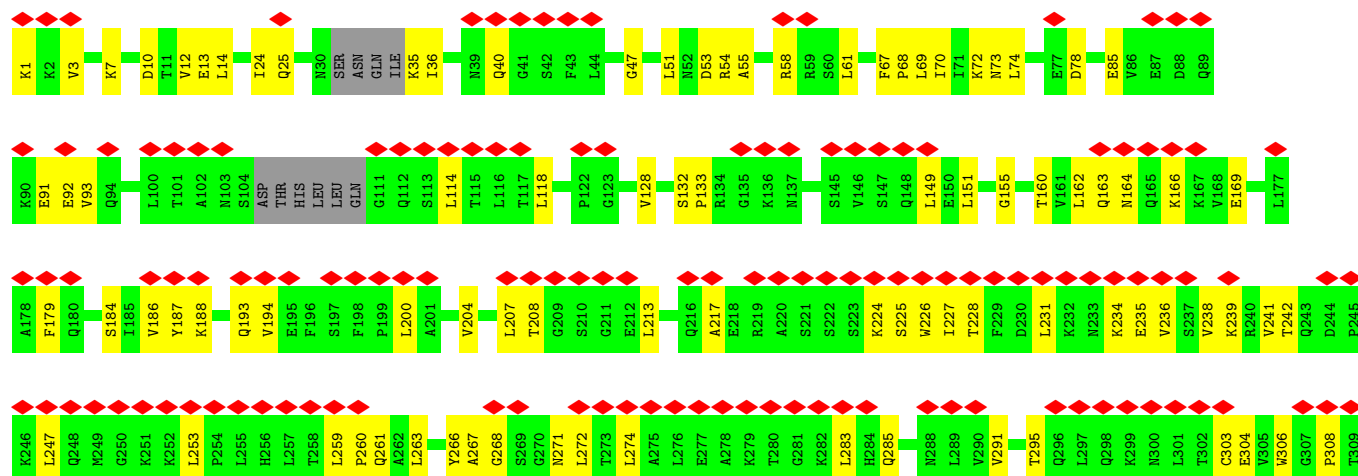 K1 K2 V3 K7 D10 T11 V12 E13 L14 I24 Q25 N30 SER ASN GLN ILE K35 I36 N39 Q40 G41 S42 F43 L44 G47 L51 N52 D53 R54 A55 R58 R59 S60 L61 F67 P68 L69 I70 I71 K72 N73 L74 E77 D78 E85 V86 E87 D88 Q89
K90 E91 E92 V93 Q94 L100 T101 A102 N103 S104 ASP THR HIS LEU LEU GLN G111 Q112 S113 L114 T115 L116 T117 L118 P122 G123 V128 S132 P133 R134 G135 K136 N137 S145 V146 S147 Q148 L149 E150 L151 G155 T160 V161 L162 Q163 N164 Q165 K166 K167 V168 E169 L177
A178 F179 Q180 S184 I185 V186 Y187 K188 Q193 V194 E195 F196 S197 F198 P199 L200 A201 V204 L207 T208 G209 S210 G211 E212 L213 Q216 A217 E218 R219 A220 S221 S222 S223 K224 S225 W226 I227 T228 F229 D230 L231 K232 N233 K234 E235 V236 S237 V238 K239 R240 V241 T242 Q243 D244 P245
K246 L247 Q248 M249 G250 K251 K252 L253 P254 L255 H256 L257 T258 L259 P260 Q261 A262 L263 Y266 A267 G268 S269 G270 N271 L272 T273 L274 A275 L276 E277 A278 K279 T280 G281 K282 L283 H284 Q285 N288 L289 V290 V291 T295 Q296 L297 Q298 K299 N300 L301 T302 C303 E304 V305 W306 G307 P308 T309